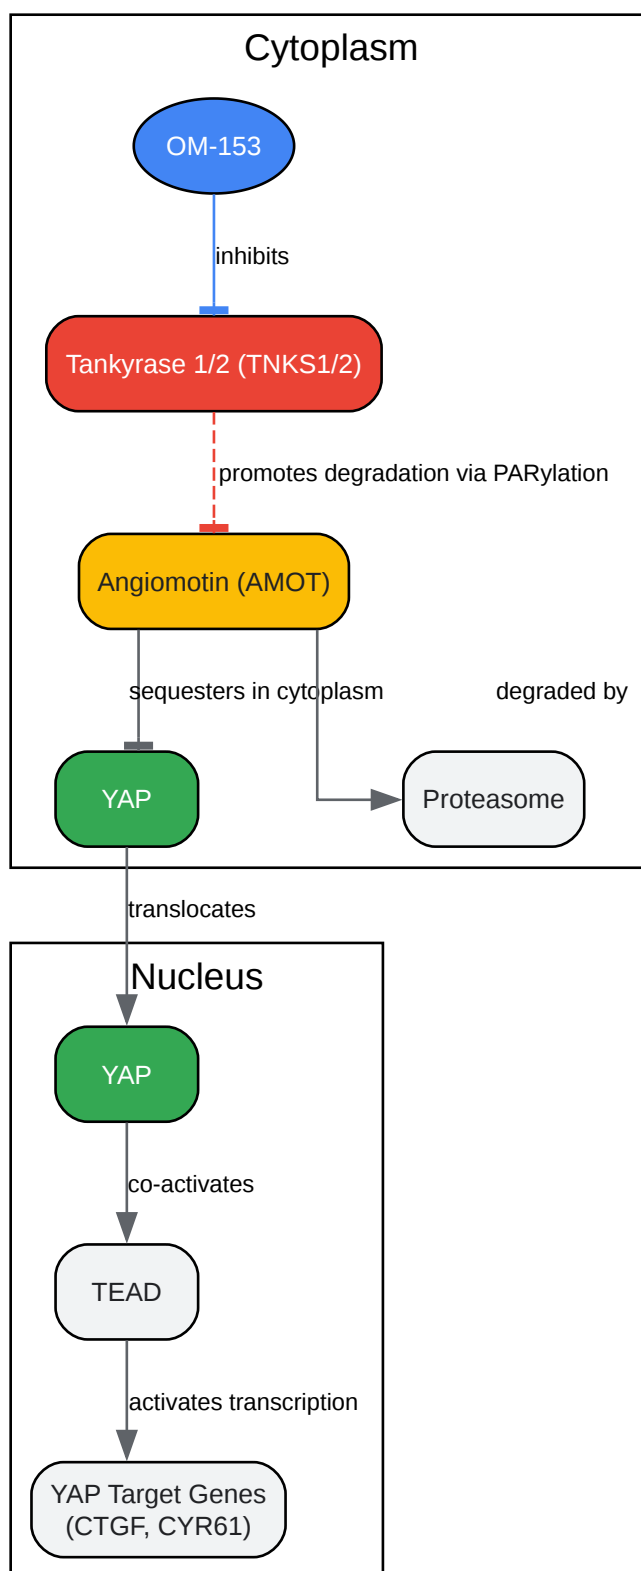 Cytoplasm
OM-153
inhibits
Tankyrase 1/2 (TNKS1/2)
promotes degradation via PARylation
Angiomotin (AMOT)
sequesters in cytoplasm
degraded by
YAP
Proteasome
translocates
Nucleus
YAP
co-activates
TEAD
activates transcription
YAP Target Genes
(CTGF, CYR61)